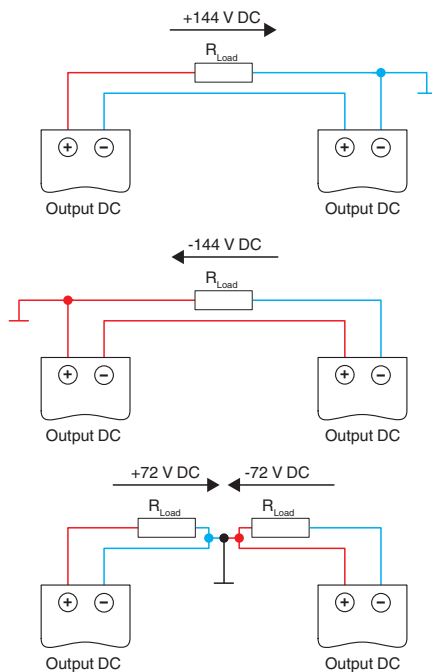 +144 V DC
RLoad
+ − + −
Output DC Output DC
-144 V DC
RLoad
+ − + −
Output DC Output DC
+72 V DC -72 V DC
RLoad RLoad
+ − + −
Output DC Output DC